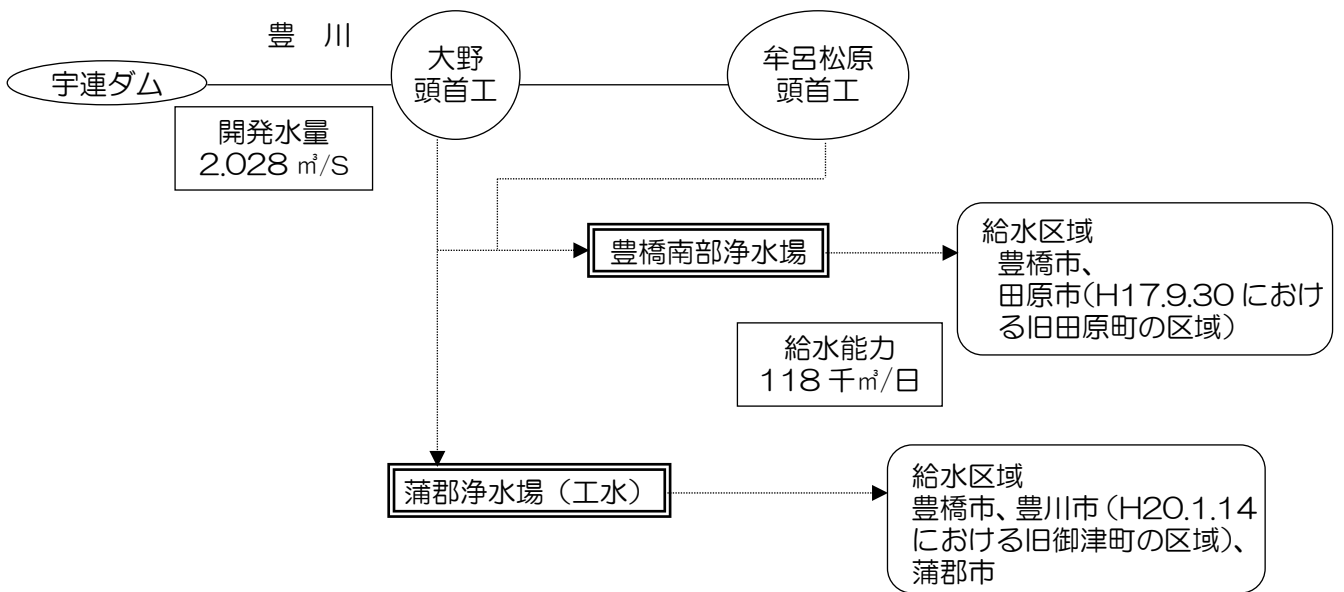 豊　川
宇連ダム
大野
頭首工
牟呂松原
頭首工
開発水量
2.028 ㎥/S
豊橋南部浄水場
給水区域
豊橋市、
田原市(H17.9.30 におけ
る旧田原町の区域)
給水能力
118 千㎥/日
蒲郡浄水場（工水）
給水区域
豊橋市、豊川市（H20.1.14
における旧御津町の区域)、
蒲郡市